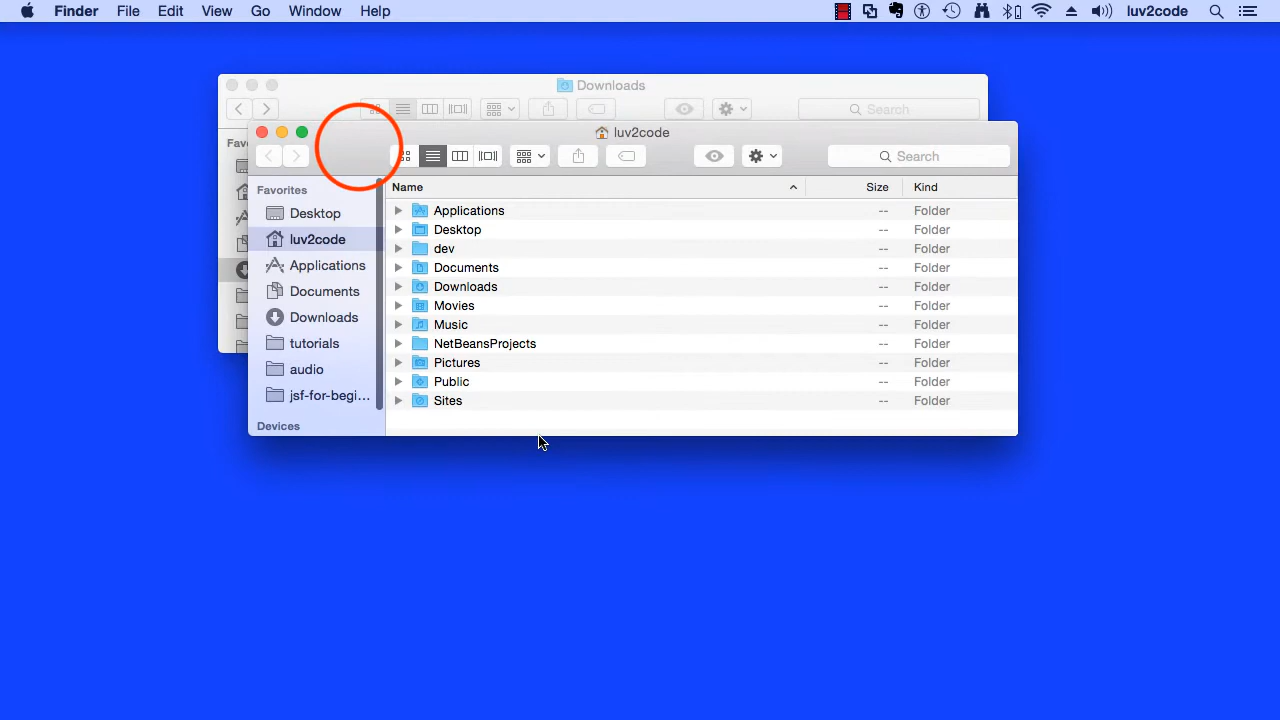 Finder File Edit View Go Window Help luv2code
Downloads
Search
Fav
luv2code
Search
Favorites
Desktop
luv2code
Applications
Documents
Downloads
tutorials
audio
jsf-for-begi...
Devices
Name Size Kind
Applications -- Folder
Desktop -- Folder
dev -- Folder
Documents -- Folder
Downloads -- Folder
Movies -- Folder
Music -- Folder
NetBeansProjects -- Folder
Pictures -- Folder
Public -- Folder
Sites -- Folder